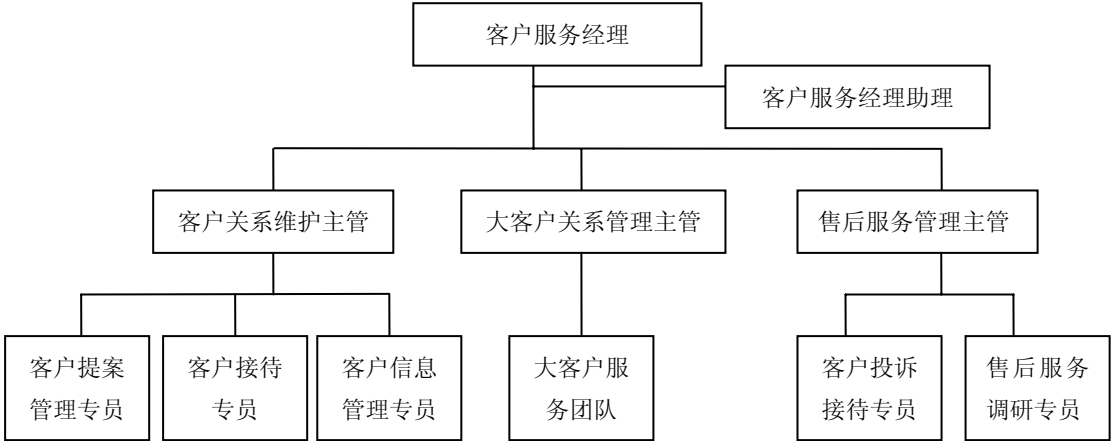 客户服务经理
客户服务经理助理
客户关系维护主管
大客户关系管理主管
售后服务管理主管
客户提案
管理专员
客户接待
专员
客户信息
管理专员
大客户服
务团队
客户投诉
接待专员
售后服务
调研专员